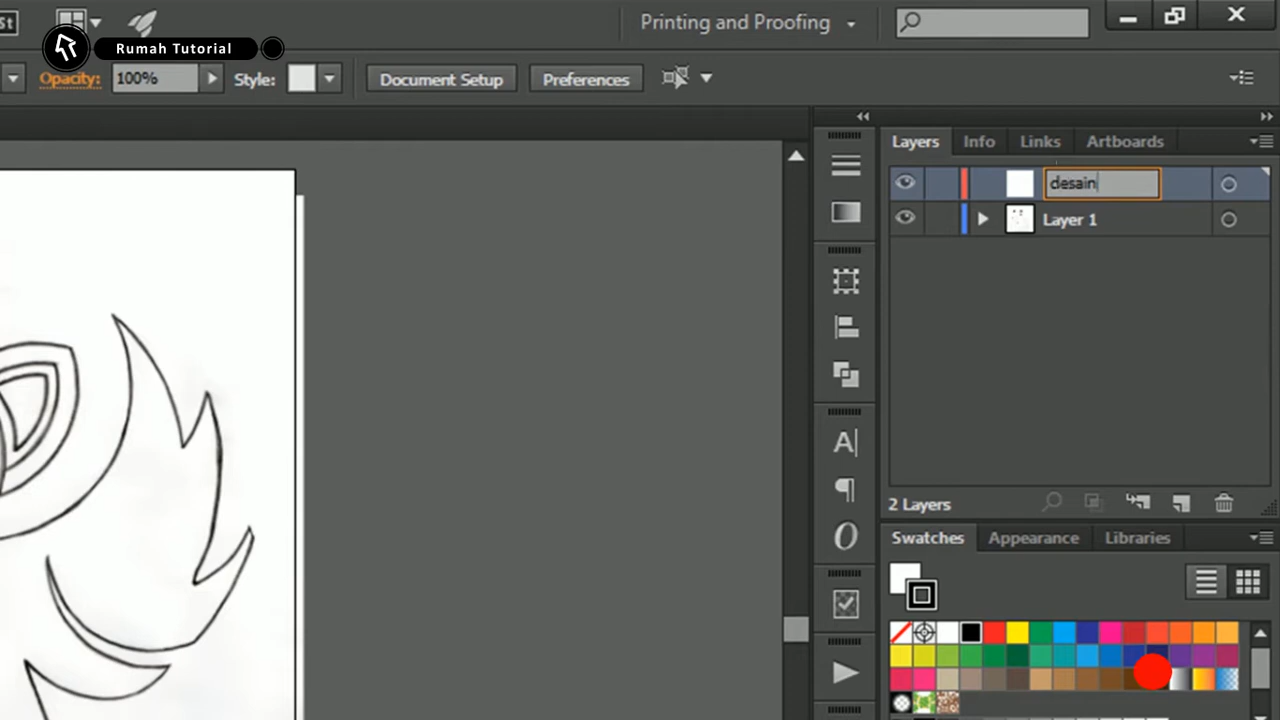 St
Printing and Proofing
Rumah Tutorial
Opacity: 100% Style: Document Setup Preferences
Layers Info Links Artboards
desain
Layer 1
2 Layers
Swatches Appearance Libraries